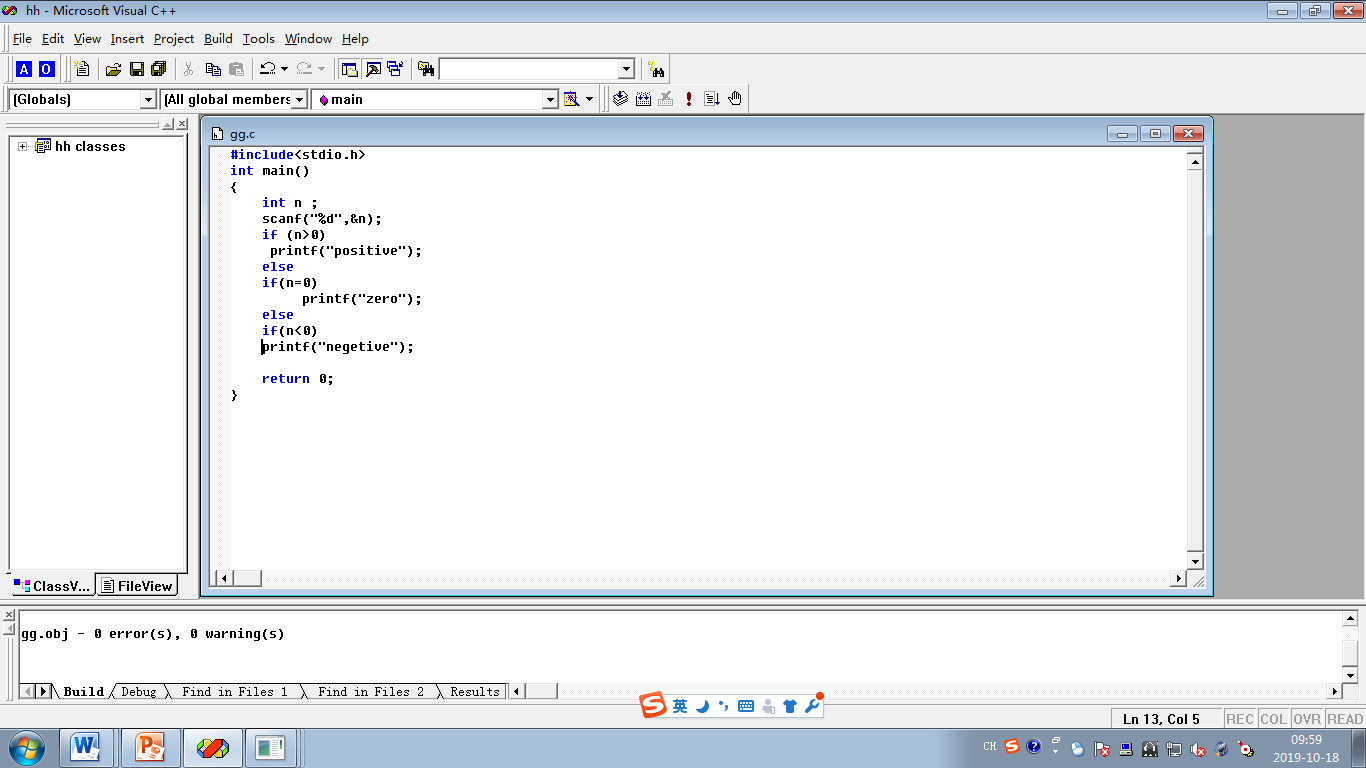 hh - Microsoft Visual C++
File Edit View Insert Project Build Tools Window Help
A O
(Globals) (All global members main
hh classes
gg.c
#include<stdio.h>
int main()
{
int n ;
scanf("%d",&n);
if (n>0)
printf("positive");
else
if(n=0)
printf("zero");
else
if(n<0)
printf("negetive");
return 0;
}
ClassV... FileView
gg.obj - 0 error(s), 0 warning(s)
Build Debug Find in Files 1 Find in Files 2 Results
S 英
Ln 13, Col 5 REC COL OVR READ
W P CH S 09:59
2019-10-18